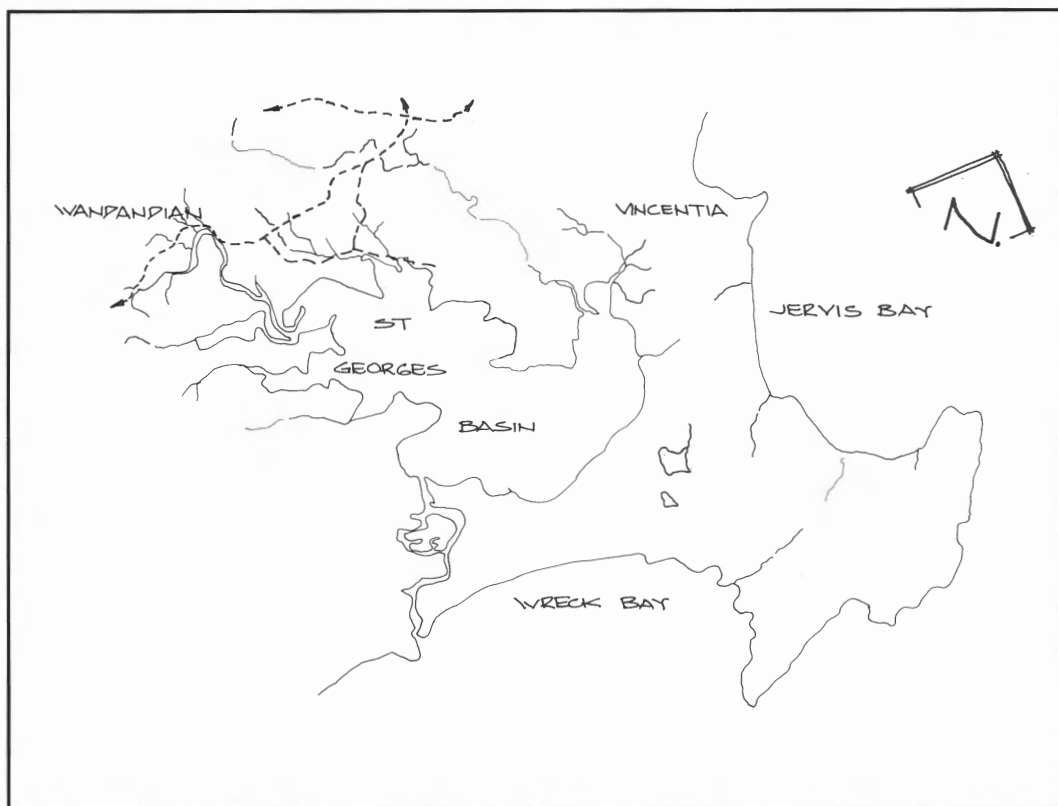 WANDANDIAN
VINCENTIA
N.
JERVIS BAY
ST
GEORGES
BASIN
WRECK BAY